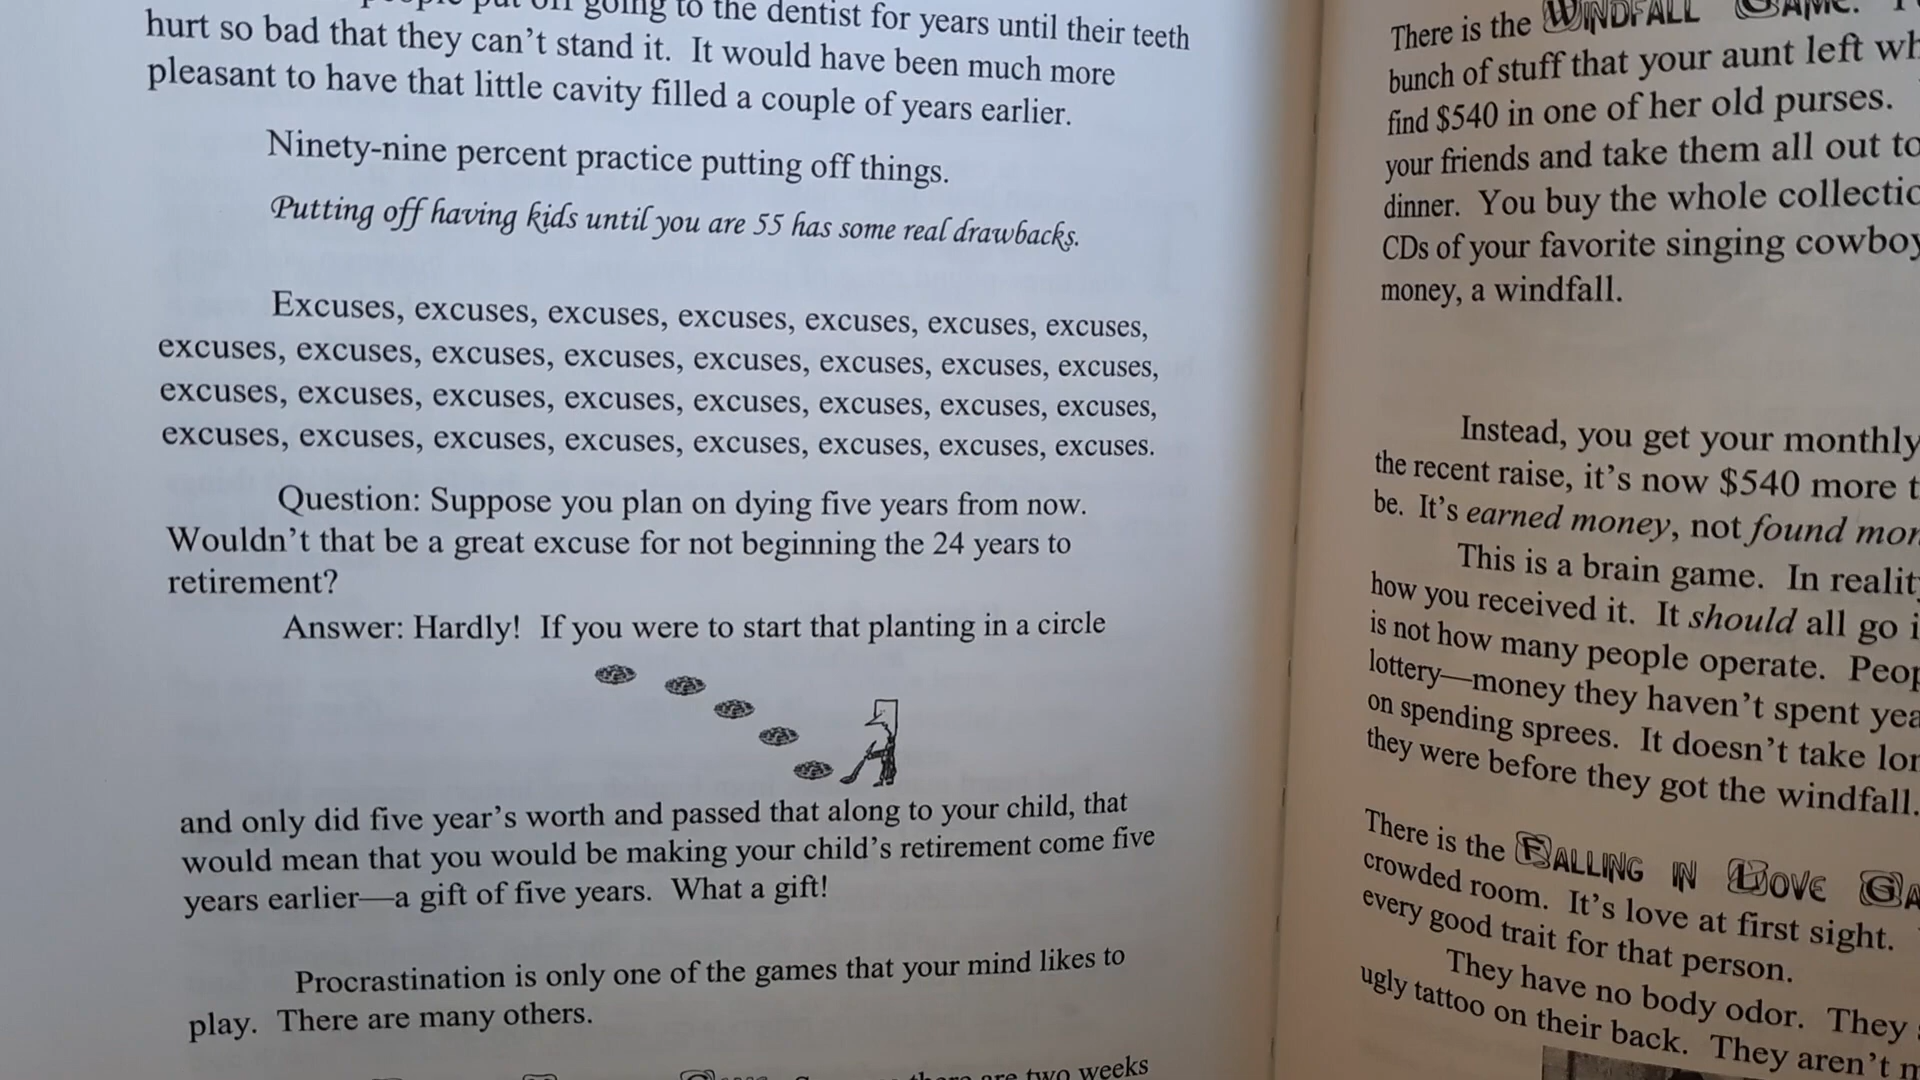 put off going to the dentist for years until their teeth
hurt so bad that they can't stand it. It would have been much more
pleasant to have that little cavity filled a couple of years earlier.
Ninety-nine percent practice putting off things.
Putting off having kids until you are 55 has some real drawbacks.
Excuses, excuses, excuses, excuses, excuses, excuses, excuses,
excuses, excuses, excuses, excuses, excuses, excuses, excuses, excuses,
excuses, excuses, excuses, excuses, excuses, excuses, excuses, excuses,
excuses, excuses, excuses, excuses, excuses, excuses, excuses, excuses.
Question: Suppose you plan on dying five years from now.
Wouldn't that be a great excuse for not beginning the 24 years to
retirement?
Answer: Hardly! If you were to start that planting in a circle
and only did five year's worth and passed that along to your child, that
would mean that you would be making your child's retirement come five
years earlier—a gift of five years. What a gift!
Procrastination is only one of the games that your mind likes to
play. There are many others.
there are two weeks
There is the WINDFALL GAME.
bunch of stuff that your aunt left
find $540 in one of her old purses.
your friends and take them all out to
dinner. You buy the whole
CDs of your favorite singing
money, a windfall.
Instead, you get your monthly
the recent raise, it's now $540 more
be. It's earned money, not found
This is a brain game. In
how you received it. It should all go
is not how many people operate.
lottery—money they haven't spent
on spending sprees. It doesn't take
they were before they got the windfall.
There is the FALLING IN LOVE
crowded room. It's love at first sight.
every good trait for that person.
They have no body odor. They
ugly tattoo on their back. They aren't